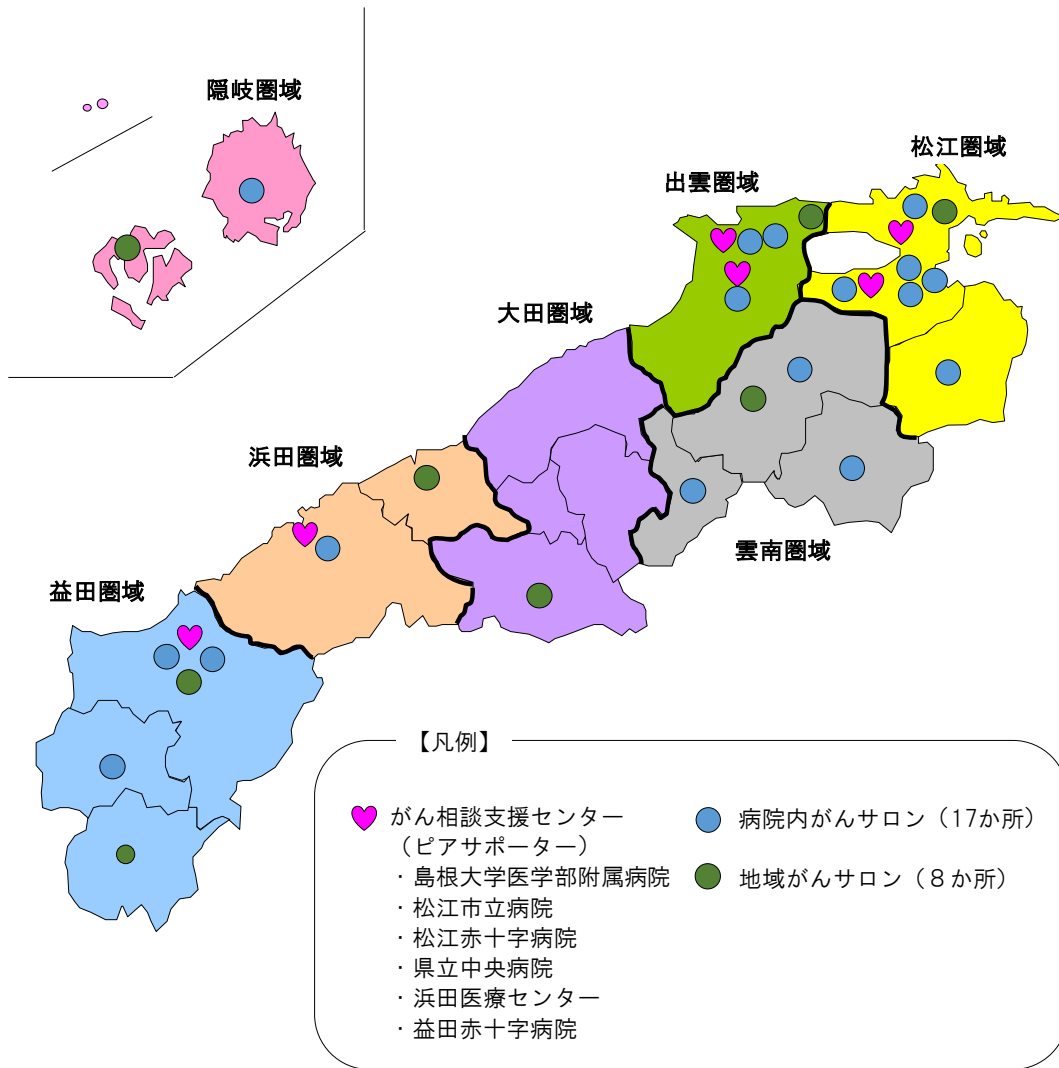 隠岐圏域
松江圏域
出雲圏域
大田圏域
浜田圏域
雲南圏域
益田圏域
【凡例】
がん相談支援センター
（ピアサポーター）
・島根大学医学部附属病院
・松江市立病院
・松江赤十字病院
・県立中央病院
・浜田医療センター
・益田赤十字病院
病院内がんサロン（17か所）
地域がんサロン（８か所）